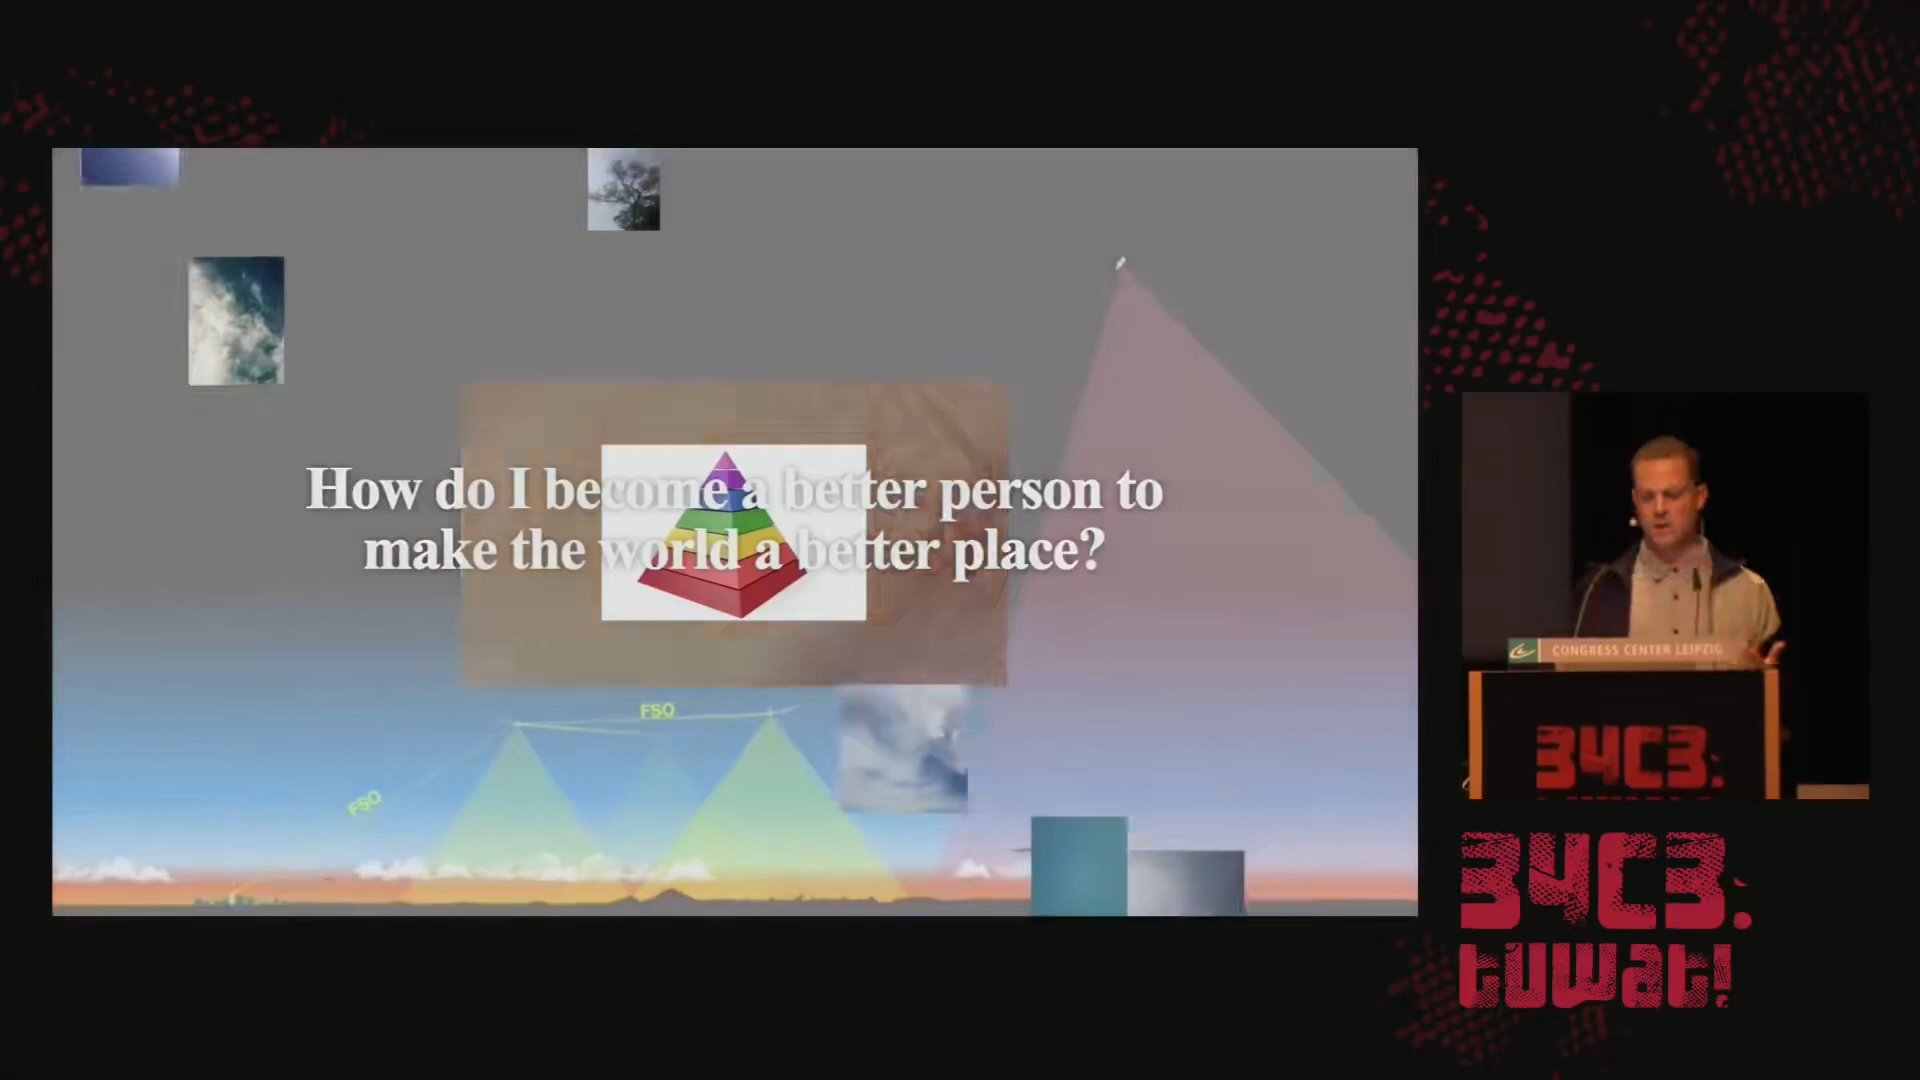 How do I become a better person to
make the world a better place?
FSO
FSO
CONGRESS CENTER LEIPZIG
34C3:
34C3.
tuwat!